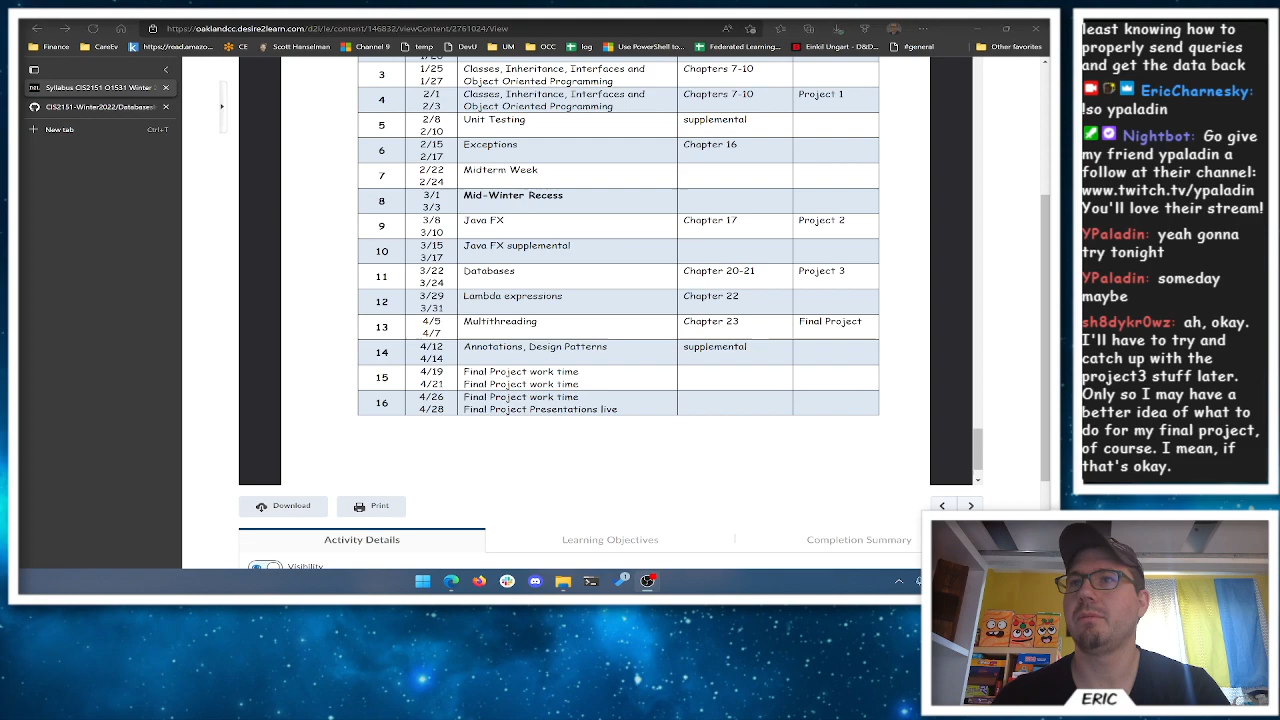 https://oaklandcc.desire2learn.com/d2l/le/content/146832/viewContent/2761024/View
Finance
CareEv
https://read.amazo...
CE
Scott Hanselman
Channel 9
temp
DevTo
UM
OCC
log
Use PowerShell to...
Federated Learning...
Einkil Ungart - D&D...
#general
Other favorites
Syllabus CIS2151 O1531 Winter
CIS2151-Winter2022/Databases
New tab
Ctrl+T
3
1/25
1/27
Classes, Inheritance, Interfaces and
Object Oriented Programming
Chapters 7-10
4
2/1
2/3
Classes, Inheritance, Interfaces and
Object Oriented Programming
Chapters 7-10
Project 1
5
2/8
2/10
Unit Testing
supplemental
6
2/15
2/17
Exceptions
Chapter 16
7
2/22
2/24
Midterm Week
8
3/1
3/3
Mid-Winter Recess
9
3/8
3/10
Java FX
Chapter 17
Project 2
10
3/15
3/17
Java FX supplemental
11
3/22
3/24
Databases
Chapter 20-21
Project 3
12
3/29
3/31
Lambda expressions
Chapter 22
13
4/5
4/7
Multithreading
Chapter 23
Final Project
14
4/12
4/14
Annotations, Design Patterns
supplemental
15
4/19
4/21
Final Project work time
Final Project work time
16
4/26
4/28
Final Project work time
Final Project Presentations live
Download
Print
Activity Details
Learning Objectives
Completion Summary
Visibility
least knowing how to
properly send queries
and get the data back
EricCharnesky:
!so ypaladin
Nightbot: Go give
my friend ypaladin a
follow at their channel:
www.twitch.tv/ypaladin
You'll love their stream!
YPaladin: yeah gonna
try tonight
YPaladin: someday
maybe
sh8dykr0wz: ah, okay.
I'll have to try and
catch up with the
project3 stuff later.
Only so I may have a
better idea of what to
do for my final project,
of course. I mean, if
that's okay.
ERIC